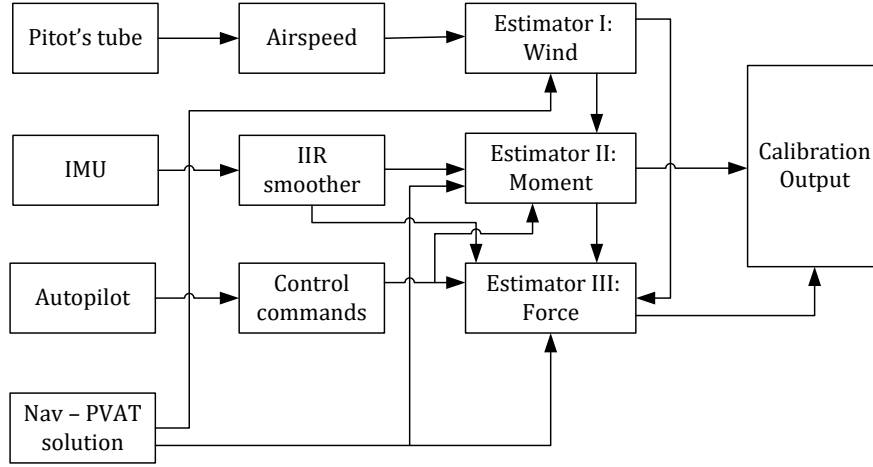 Pitot’s tube
Airspeed
Estimator I:
Wind
IMU
IIR
smoother
Estimator II:
Moment
Calibration
Output
Autopilot
Control
commands
Estimator III:
Force
Nav – PVAT
solution